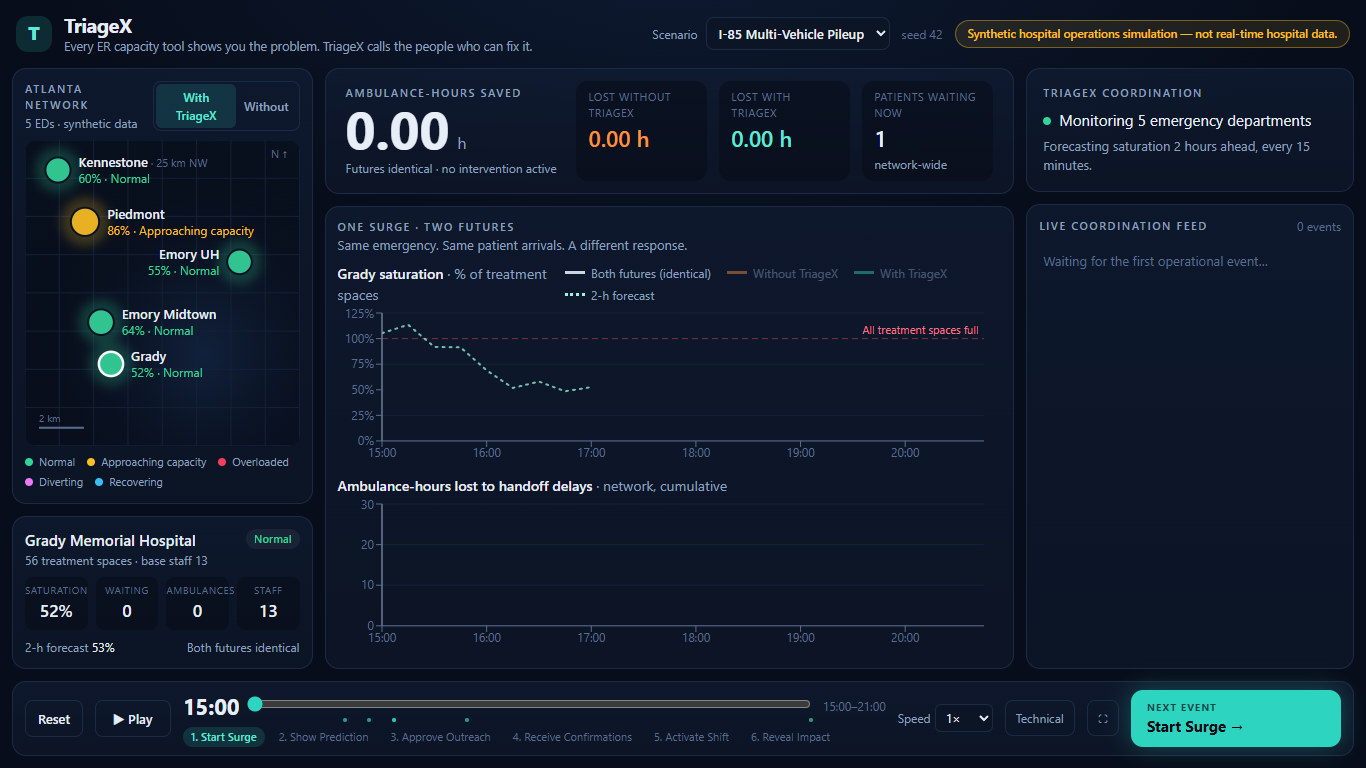 T
TriageX
Every ER capacity tool shows you the problem. TriageX calls the people who can fix it.
Scenario
I-85 Multi-Vehicle Pileup
seed 42
Synthetic hospital operations simulation — not real-time hospital data.
ATLANTA
NETWORK
5 EDs · synthetic data
With
TriageX
Without
N ↑
Kennestone · 25 km NW
60% · Normal
Piedmont
86% · Approaching capacity
Emory UH
55% · Normal
Emory Midtown
64% · Normal
Grady
52% · Normal
2 km
Normal
Approaching capacity
Overloaded
Diverting
Recovering
Grady Memorial Hospital
Normal
56 treatment spaces · base staff 13
SATURATION
52%
WAITING
0
AMBULANCES
0
STAFF
13
2-h forecast 53%
Both futures identical
AMBULANCE-HOURS SAVED
0.00 h
Futures identical · no intervention active
LOST WITHOUT
TRIAGEX
0.00 h
LOST WITH
TRIAGEX
0.00 h
PATIENTS WAITING
NOW
1
network-wide
ONE SURGE · TWO FUTURES
Same emergency. Same patient arrivals. A different response.
Grady saturation · % of treatment
spaces
Both futures (identical)
Without TriageX
With TriageX
2-h forecast
125%
100%
75%
50%
25%
0%
All treatment spaces full
15:00
16:00
17:00
18:00
19:00
20:00
Ambulance-hours lost to handoff delays · network, cumulative
30
20
10
0
15:00
16:00
17:00
18:00
19:00
20:00
TRIAGEX COORDINATION
Monitoring 5 emergency departments
Forecasting saturation 2 hours ahead, every 15
minutes.
LIVE COORDINATION FEED
0 events
Waiting for the first operational event…
Reset
▶ Play
15:00
15:00–21:00
1. Start Surge
2. Show Prediction
3. Approve Outreach
4. Receive Confirmations
5. Activate Shift
6. Reveal Impact
Speed
1×
Technical
NEXT EVENT
Start Surge →